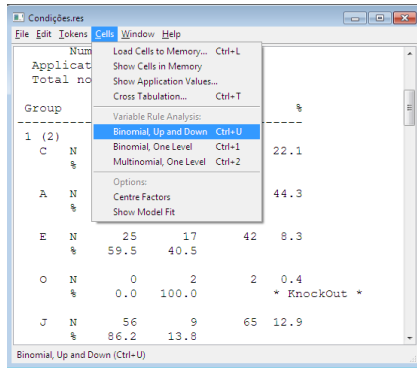 Condições.res
File Edit Tokens Cells Window Help
Num
Applicat
Total no
Group %
1 (2)
C N 22.1
%
A N 44.3
%
E N 25 17 42 8.3
% 59.5 40.5
O N 0 2 2 0.4
% 0.0 100.0 * KnockOut *
J N 56 9 65 12.9
% 86.2 13.8
Load Cells to Memory... Ctrl+L
Show Cells in Memory
Show Application Values...
Cross Tabulation... Ctrl+T
Variable Rule Analysis:
Binomial, Up and Down Ctrl+U
Binomial, One Level Ctrl+1
Multinomial, One Level Ctrl+2
Options:
Centre Factors
Show Model Fit
Binomial, Up and Down (Ctrl+U)